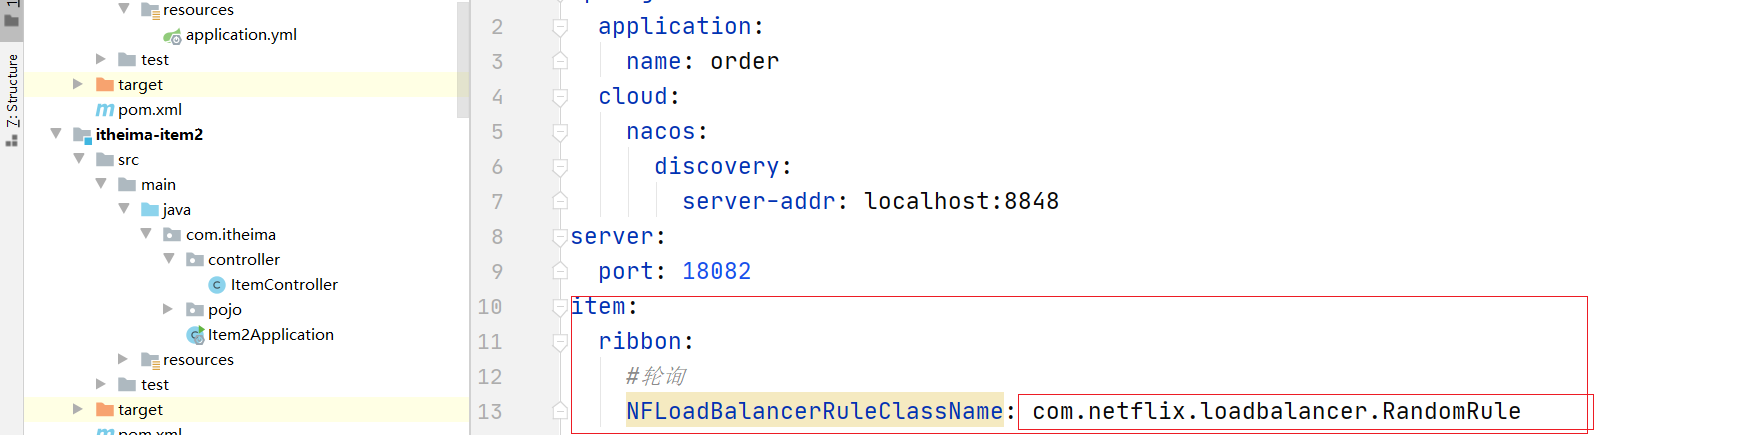 1
7: Structure
resources
application.yml
test
target
pom.xml
itheima-item2
src
main
java
com.itheima
controller
ItemController
pojo
Item2Application
resources
test
target
pom.xml
2 application:
3 name: order
4 cloud:
5 nacos:
6 discovery:
7 server-addr: localhost:8848
8 server:
9 port: 18082
10 item:
11 ribbon:
12 #轮询
13 NFLoadBalancerRuleClassName: com.netflix.loadbalancer.RandomRule